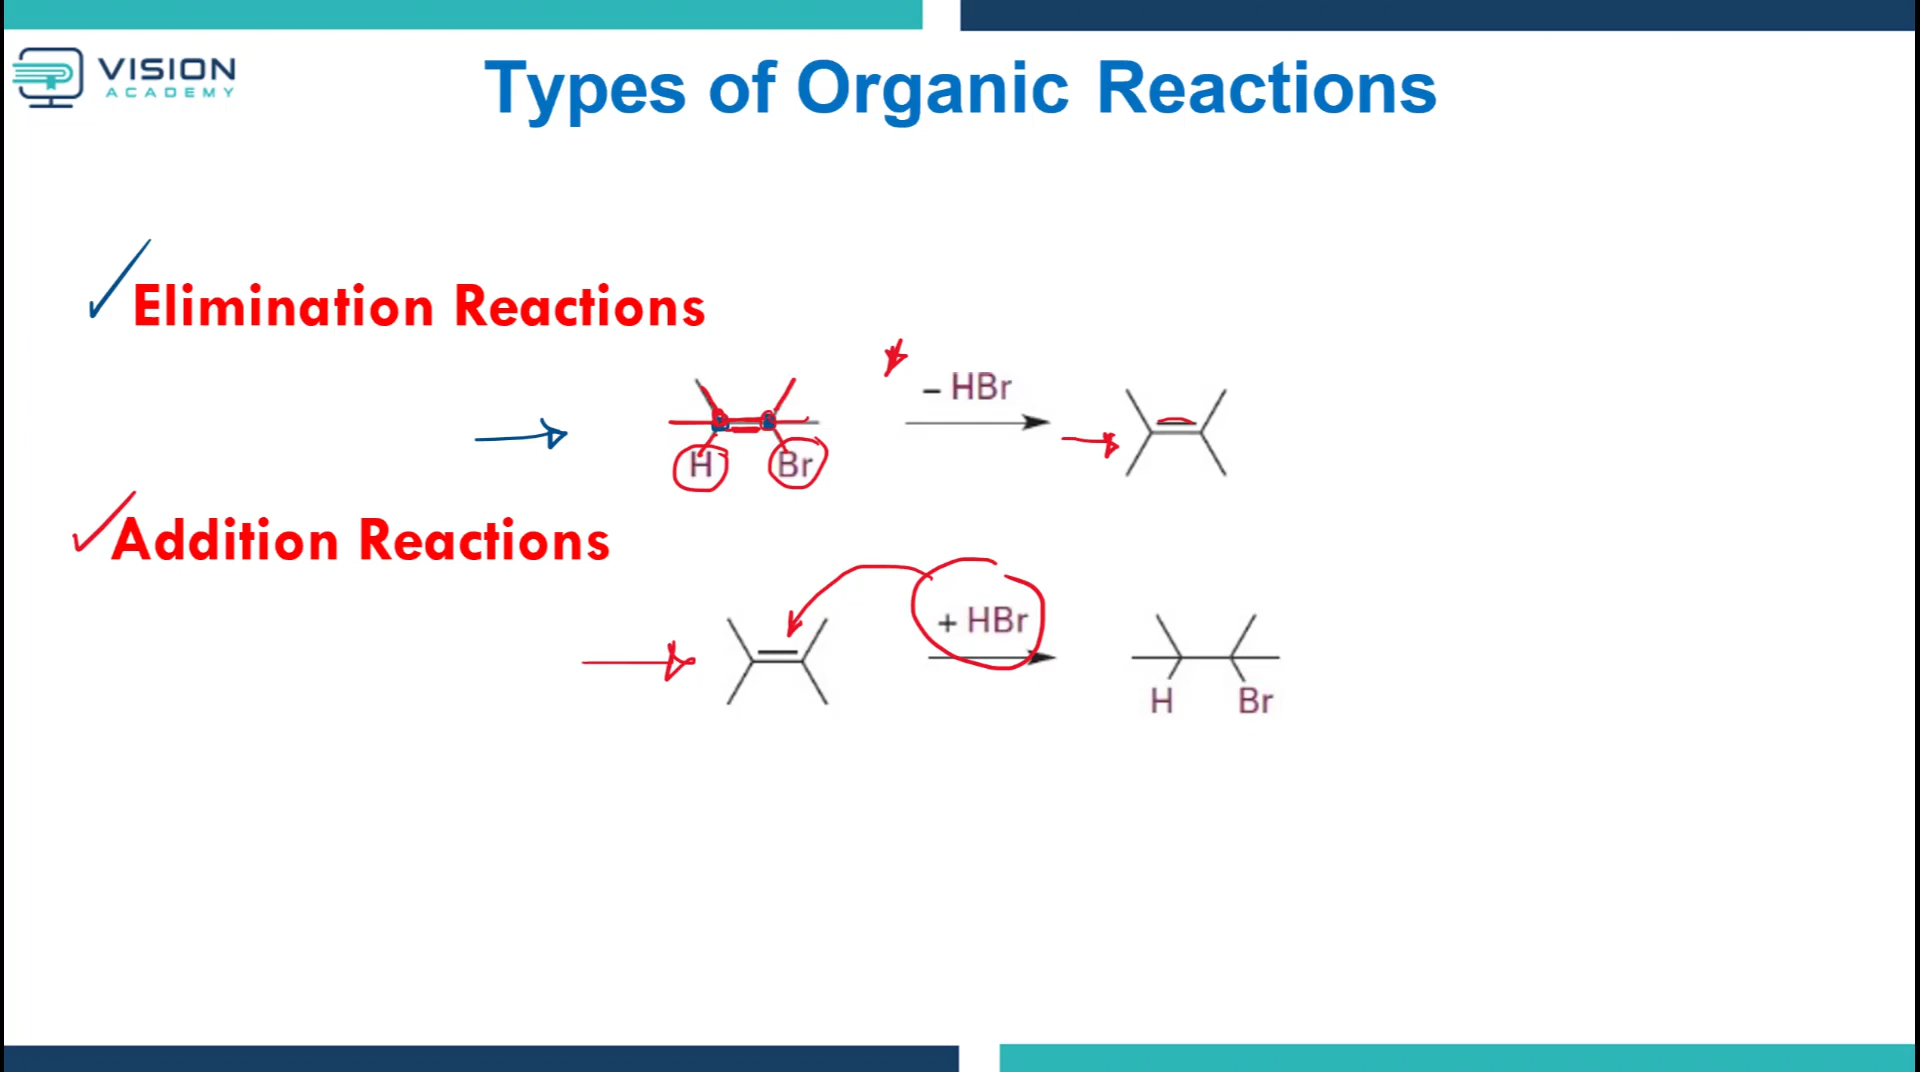 VISION
ACADEMY
Types of Organic Reactions
Elimination Reactions
– HBr
H Br
Addition Reactions
+ HBr
H Br